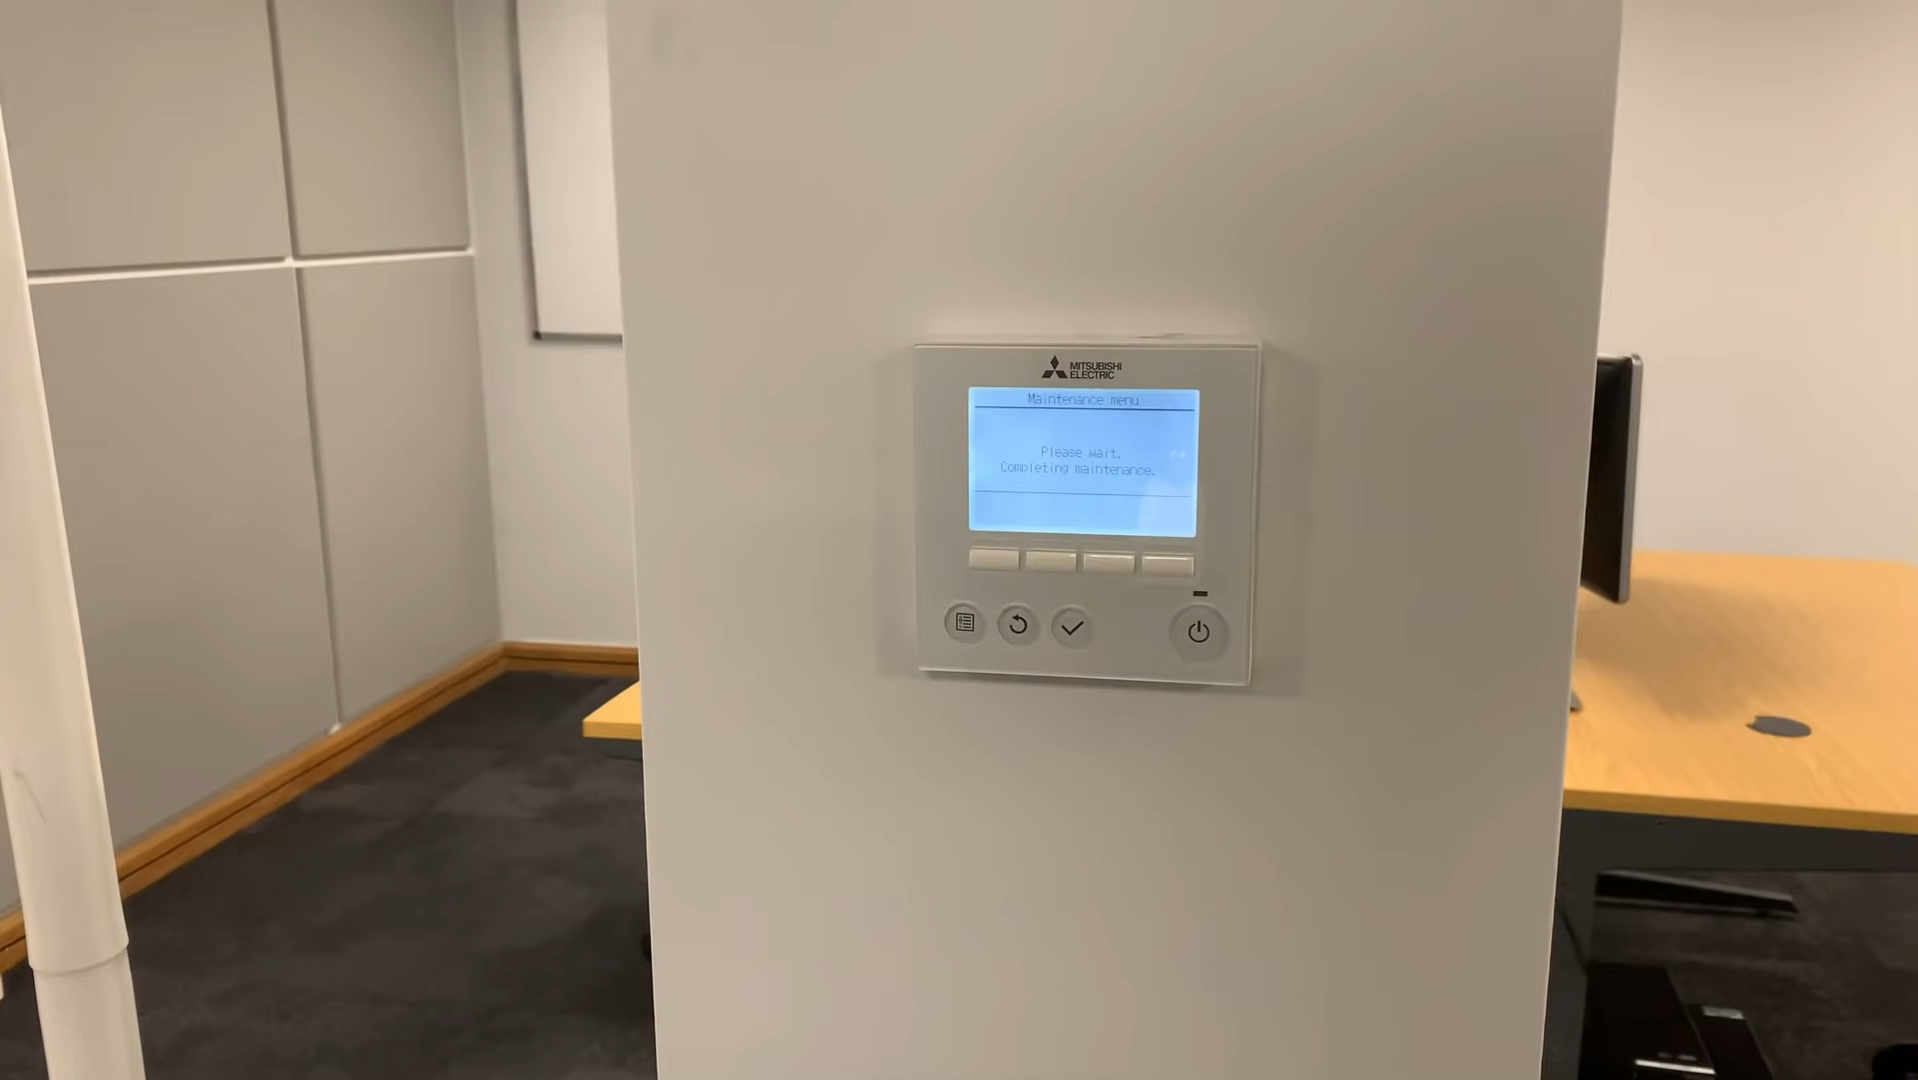 MITSUBISHI
ELECTRIC
Maintenance menu
Please wait.
Completing maintenance.